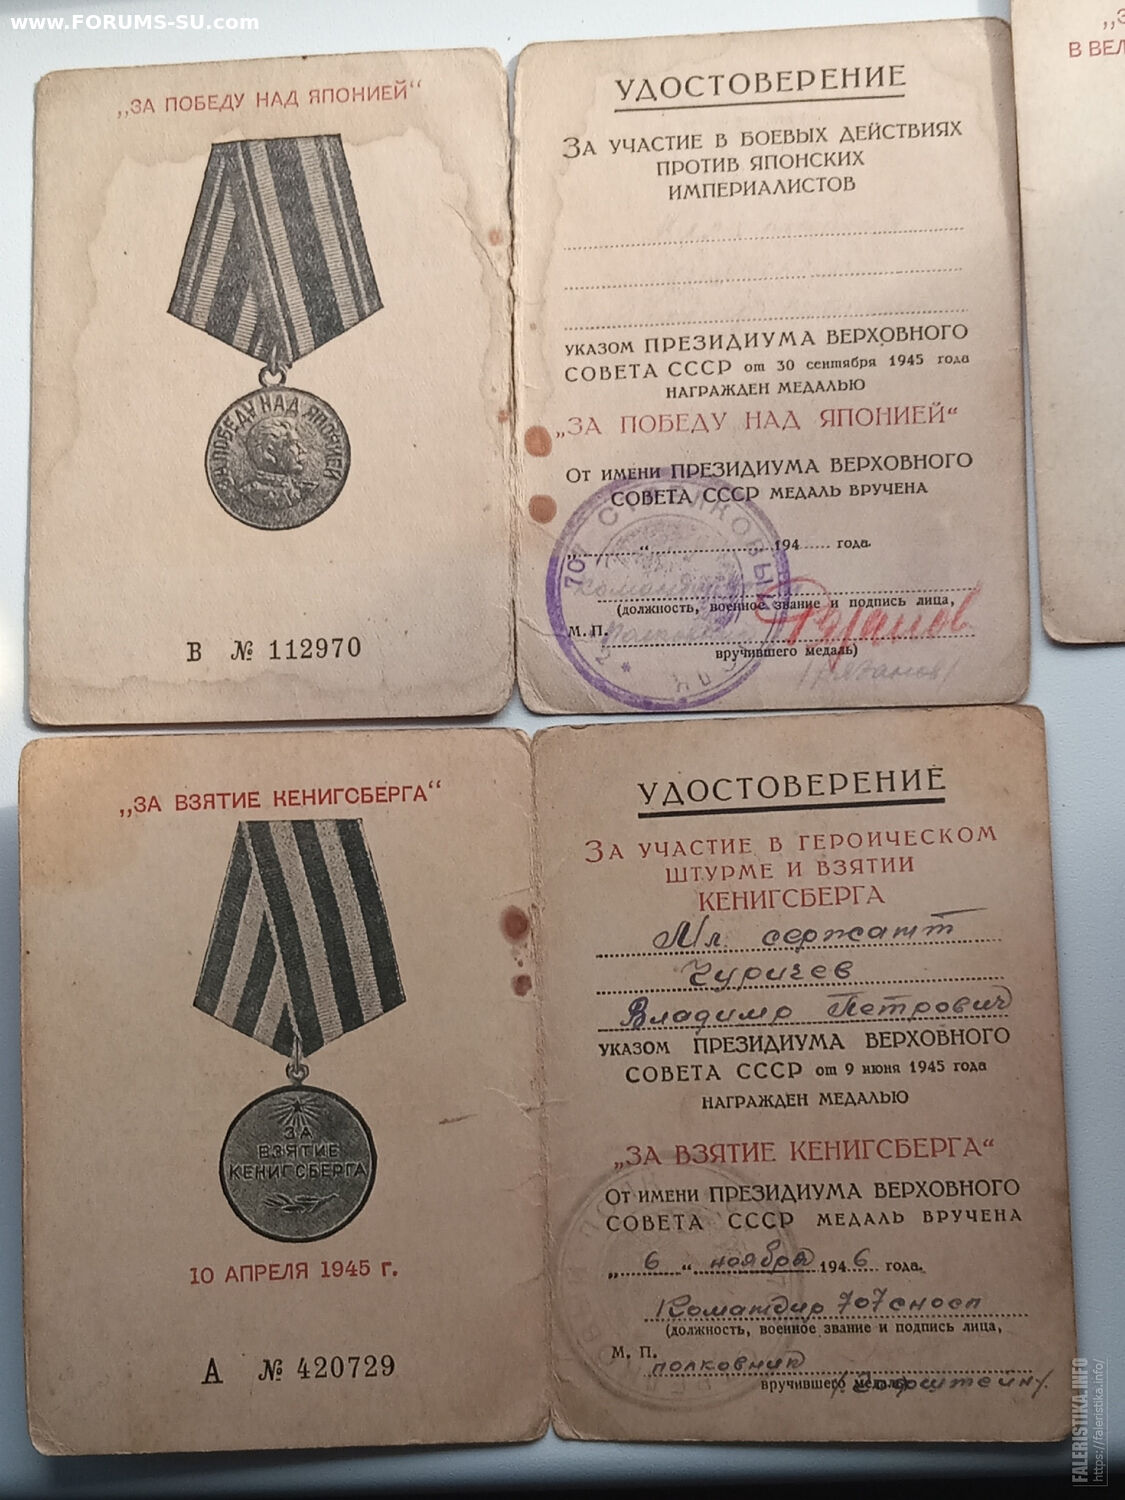 www.FORUMS-SU.com
„ЗА ПОБЕДУ НАД ЯПОНИЕЙ“
ЗА ПОБЕДУ НАД ЯПОНИЕЙ
В № 112970
УДОСТОВЕРЕНИЕ
ЗА УЧАСТИЕ В БОЕВЫХ ДЕЙСТВИЯХ
ПРОТИВ ЯПОНСКИХ
ИМПЕРИАЛИСТОВ
УКАЗОМ ПРЕЗИДИУМА ВЕРХОВНОГО
СОВЕТА СССР от 30 сентября 1945 года
НАГРАЖДЕН МЕДАЛЬЮ
„ЗА ПОБЕДУ НАД ЯПОНИЕЙ“
ОТ ИМЕНИ ПРЕЗИДИУМА ВЕРХОВНОГО
СОВЕТА СССР МЕДАЛЬ ВРУЧЕНА
„ “ 194 года.
(должность, военное звание и подпись лица,
М. П.
вручившего медаль)
„З
В ВЕЛ
„ЗА ВЗЯТИЕ КЕНИГСБЕРГА“
ЗА
ВЗЯТИЕ
КЕНИГСБЕРГА
10 АПРЕЛЯ 1945 г.
А № 420729
УДОСТОВЕРЕНИЕ
ЗА УЧАСТИЕ В ГЕРОИЧЕСКОМ
ШТУРМЕ И ВЗЯТИИ
КЕНИГСБЕРГА
Мл. сержант
Чуричев
Владимир Петрович
УКАЗОМ ПРЕЗИДИУМА ВЕРХОВНОГО
СОВЕТА СССР от 9 июня 1945 года
НАГРАЖДЕН МЕДАЛЬЮ
„ЗА ВЗЯТИЕ КЕНИГСБЕРГА“
ОТ ИМЕНИ ПРЕЗИДИУМА ВЕРХОВНОГО
СОВЕТА СССР МЕДАЛЬ ВРУЧЕНА
„6“ ноября 1946 года.
Командир 707
(должность, военное звание и подпись лица,
М. П. полковник
вручившего медаль)
FALERISTIKA.INFO
https://faleristika.info/